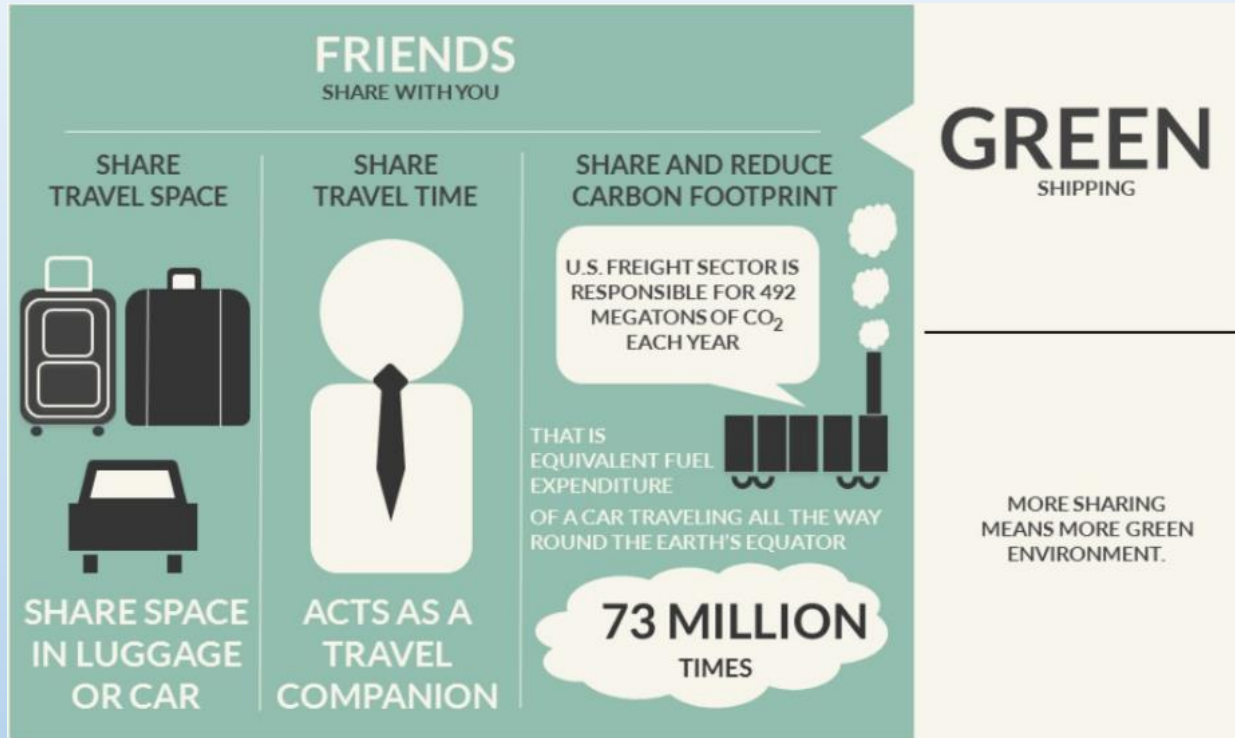 FRIENDS
SHARE WITH YOU
SHARE
TRAVEL SPACE
SHARE SPACE
IN LUGGAGE
OR CAR
SHARE
TRAVEL TIME
ACTS AS A
TRAVEL
COMPANION
SHARE AND REDUCE
CARBON FOOTPRINT
U.S. FREIGHT SECTOR IS
RESPONSIBLE FOR 492
MEGATONS OF CO₂
EACH YEAR
THAT IS
EQUIVALENT FUEL
EXPENDITURE
OF A CAR TRAVELING ALL THE WAY
ROUND THE EARTH'S EQUATOR
73 MILLION
TIMES
GREEN
SHIPPING
MORE SHARING
MEANS MORE GREEN
ENVIRONMENT.